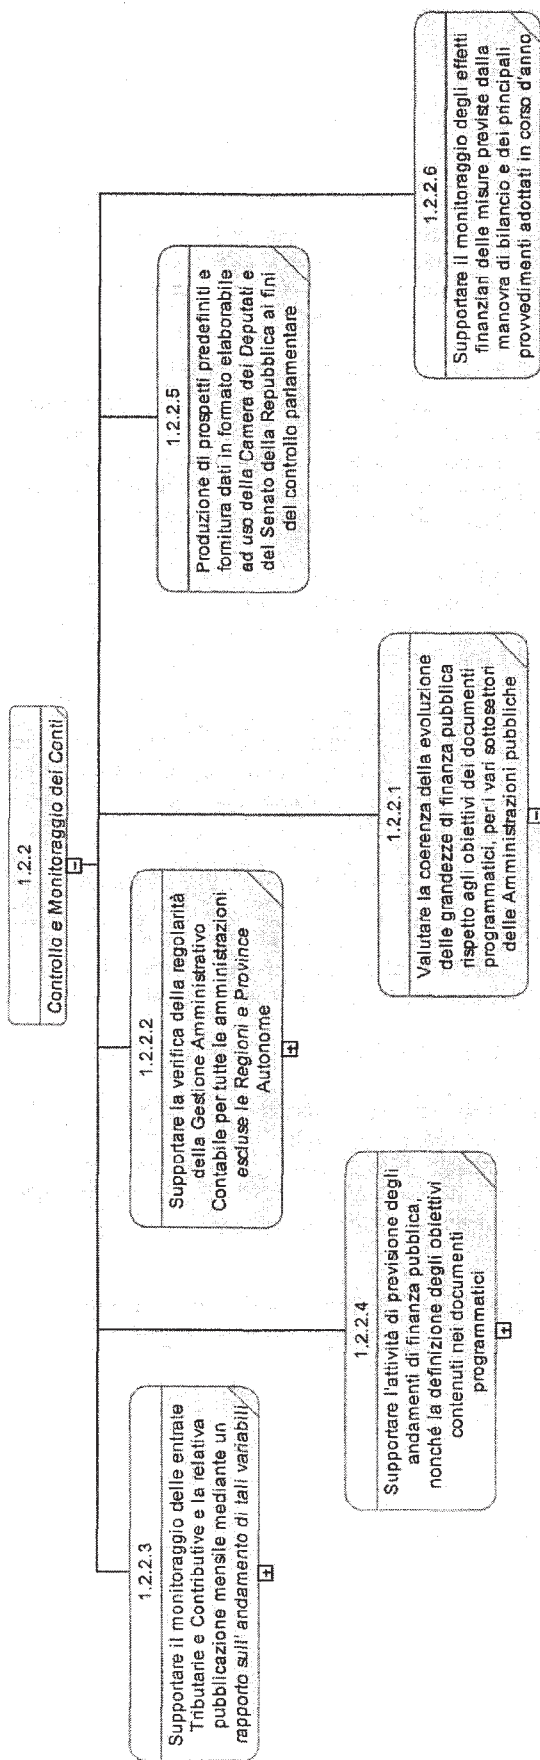 1.2.2
Controllo e Monitoraggio dei Conti
1.2.2.3
Supportare il monitoraggio delle entrate
Tributarie e Contributive e la relativa
pubblicazione mensile mediante un
rapporto sull' andamento di tali variabili
1.2.2.4
Supportare l'attività di previsione degli
andamenti di finanza pubblica,
nonché la definizione degli obiettivi
contenuti nei documenti
programmatici
1.2.2.2
Supportare la verifica della regolarità
della Gestione Amministrativo
Contabile per tutte le amministrazioni
escluse le Regioni e Province
Autonome
1.2.2.1
Valutare la coerenza della evoluzione
delle grandezze di finanza pubblica
rispetto agli obiettivi dei documenti
programmatici, per i vari sottosettori
delle Amministrazioni pubbliche
1.2.2.5
Produzione di prospetti predefiniti e
fornitura dati in formato elaborabile
ad uso della Camera dei Deputati e
del Senato della Repubblica ai fini
del controllo parlamentare
1.2.2.6
Supportare il monitoraggio degli effetti
finanziari delle misure previste dalla
manovra di bilancio e dei principali
provvedimenti adottati in corso d'anno